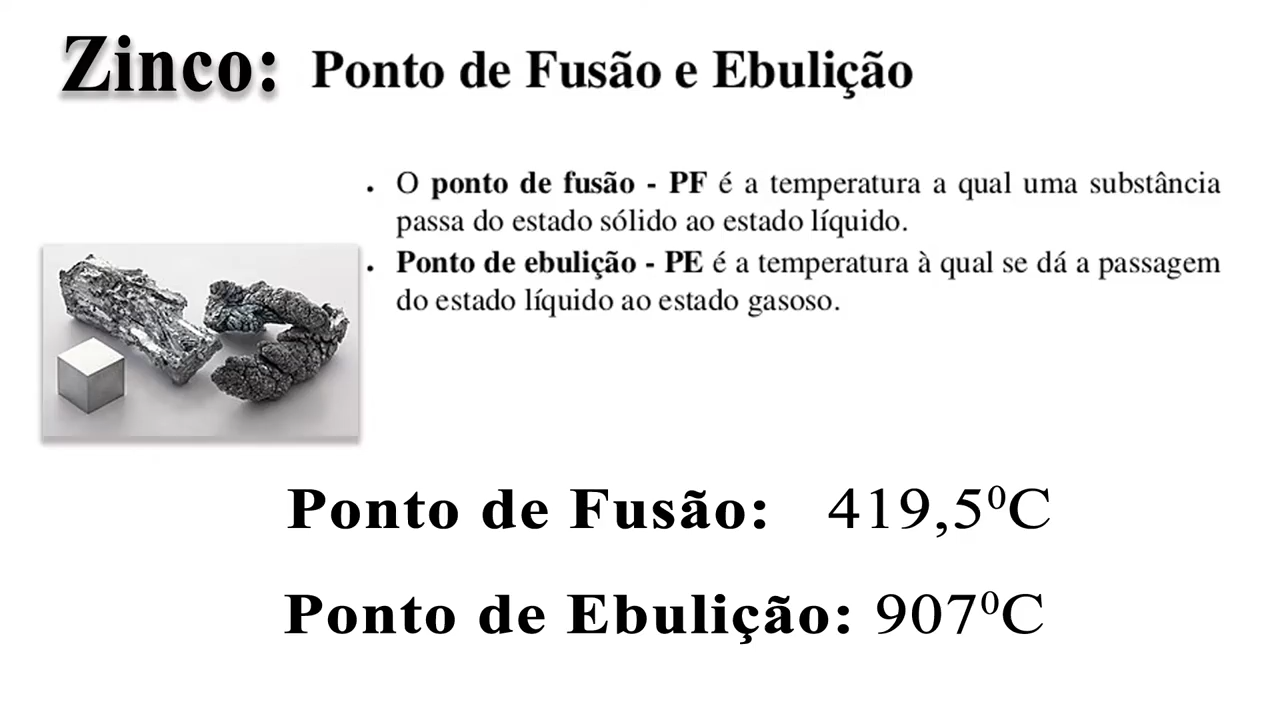 Zinco: Ponto de Fusão e Ebulição
• O ponto de fusão - PF é a temperatura a qual uma substância
passa do estado sólido ao estado líquido.
• Ponto de ebulição - PE é a temperatura à qual se dá a passagem
do estado líquido ao estado gasoso.
Ponto de Fusão: 419,5⁰C
Ponto de Ebulição: 907⁰C